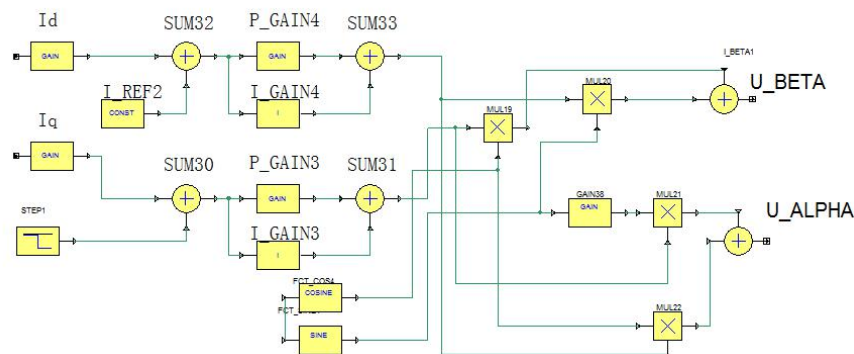 Id
SUM32
P_GAIN4
SUM33
GAIN
GAIN
I_REF2
CONST
I_GAIN4
I
I_BETA1
MUL20
U_BETA
MUL19
Iq
GAIN
SUM30
P_GAIN3
SUM31
GAIN
GAIN38
GAIN
MUL21
U_ALPHA
STEP1
I_GAIN3
I
FCT_COS4
COSINE
SINE
MUL22